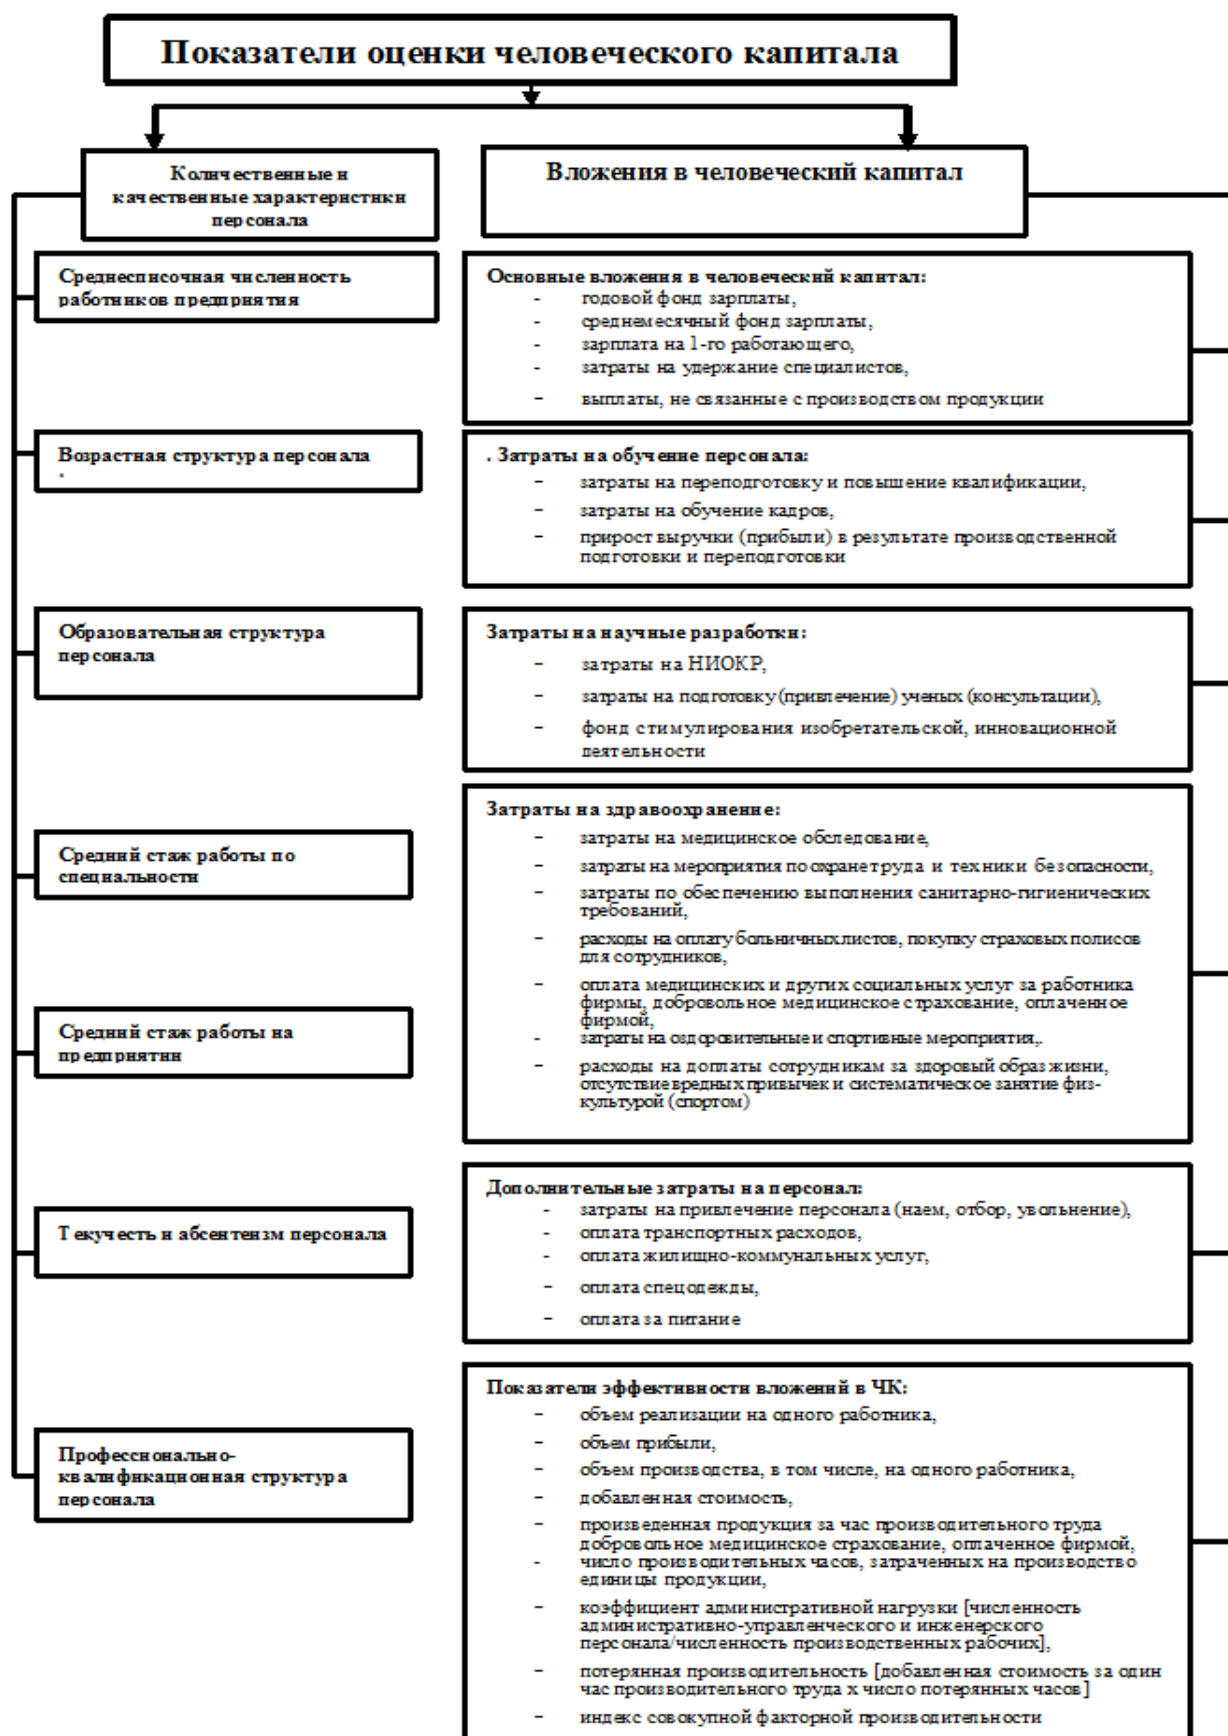 Показатели оценки человеческого капитала
Количественные и
качественные характеристики
персонала
Вложения в человеческий капитал
Среднесписочная численность
работников предприятия
Основные вложения в человеческий капитал:
- годовой фонд зарплаты,
- среднемесячный фонд зарплаты,
- зарплата на 1-го работающего,
- затраты на удержание специалистов,
- выплаты, не связанные с производством продукции
Возрастная структура персонала
.
. Затраты на обучение персонала:
- затраты на переподготовку и повышение квалификации,
- затраты на обучение кадров,
- прирост выручки (прибыли) в результате производственной
подготовки и переподготовки
Образовательная структура
персонала
Затраты на научные разработки:
- затраты на НИОКР,
- затраты на подготовку (привлечение) ученых (консультации),
- фонд стимулирования изобретательской, инновационной
деятельности
Средний стаж работы по
специальности
Затраты на здравоохранение:
- затраты на медицинское обследование,
- затраты на мероприятия по охране труда и техники безопасности,
- затраты по обеспечению выполнения санитарно-гигиенических
требований,
- расходы на оплату больничных листов, покупку страховых полисов
для сотрудников,
- оплата медицинских и других социальных услуг за работника
фирмы, добровольное медицинское страхование, оплаченное
фирмой,
- затраты на оздоровительные и спортивные мероприятия,.
- расходы на доплаты сотрудникам за здоровый образ жизни,
отсутствие вредных привычек и систематическое занятие физ-
культурой (спортом)
Средний стаж работы на
предприятии
Текучесть и абсентеизм персонала
Дополнительные затраты на персонал:
- затраты на привлечение персонала (наем, отбор, увольнение),
- оплата транспортных расходов,
- оплата жилищно-коммунальных услуг,
- оплата спецодежды,
- оплата за питание
Профессионально-
квалификационная структура
персонала
Показатели эффективности вложений в ЧК:
- объем реализации на одного работника,
- объем прибыли,
- объем производства, в том числе, на одного работника,
- добавленная стоимость,
- произведенная продукция за час производительного труда
добровольное медицинское страхование, оплаченное фирмой,
- число производительных часов, затраченных на производство
единицы продукции,
- коэффициент административной нагрузки [численность
административно-управленческого и инженерского
персонала/численность производственных рабочих],
- потерянная производительность [добавленная стоимость за один
час производительного труда х число потерянных часов]
- индекс совокупной факторной производительности